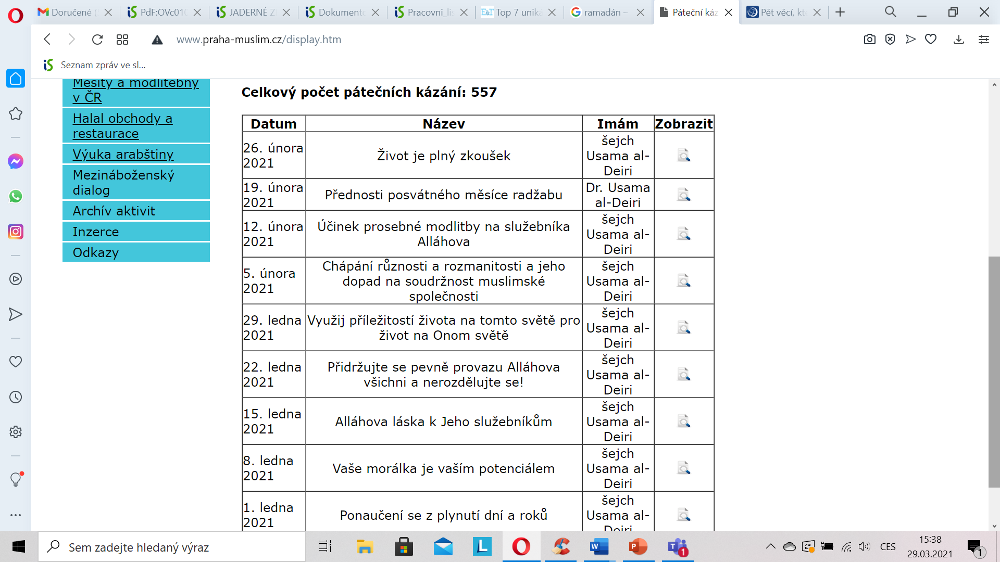 Doručené (
PdF:OVc010
JADERNÉ Z
Dokumento
Pracovni_lis
Top 7 uniká
ramadán –
Páteční káz
Pět věcí, kte
www.praha-muslim.cz/display.htm
Seznam zpráv ve sl...
Mešity a modlitebny
v ČR
Halal obchody a
restaurace
Výuka arabštiny
Mezináboženský
dialog
Archív aktivit
Inzerce
Odkazy
Celkový počet pátečních kázání: 557
Datum
Název
Imám
Zobrazit
26. února
2021
Život je plný zkoušek
šejch
Usama al-
Deiri
19. února
2021
Přednosti posvátného měsíce radžabu
Dr. Usama
al-Deiri
12. února
2021
Účinek prosebné modlitby na služebníka
Alláhova
šejch
Usama al-
Deiri
5. února
2021
Chápání různosti a rozmanitosti a jeho
dopad na soudržnost muslimské
společnosti
šejch
Usama al-
Deiri
29. ledna
2021
Využij příležitostí života na tomto světě pro
život na Onom světě
šejch
Usama al-
Deiri
22. ledna
2021
Přidržujte se pevně provazu Alláhova
všichni a nerozdělujte se!
šejch
Usama al-
Deiri
15. ledna
2021
Alláhova láska k Jeho služebníkům
šejch
Usama al-
Deiri
8. ledna
2021
Vaše morálka je vaším potenciálem
šejch
Usama al-
Deiri
1. ledna
2021
Ponaučení se z plynutí dní a roků
šejch
Usama al-
Deiri
Sem zadejte hledaný výraz
CES
15:38
29.03.2021
1